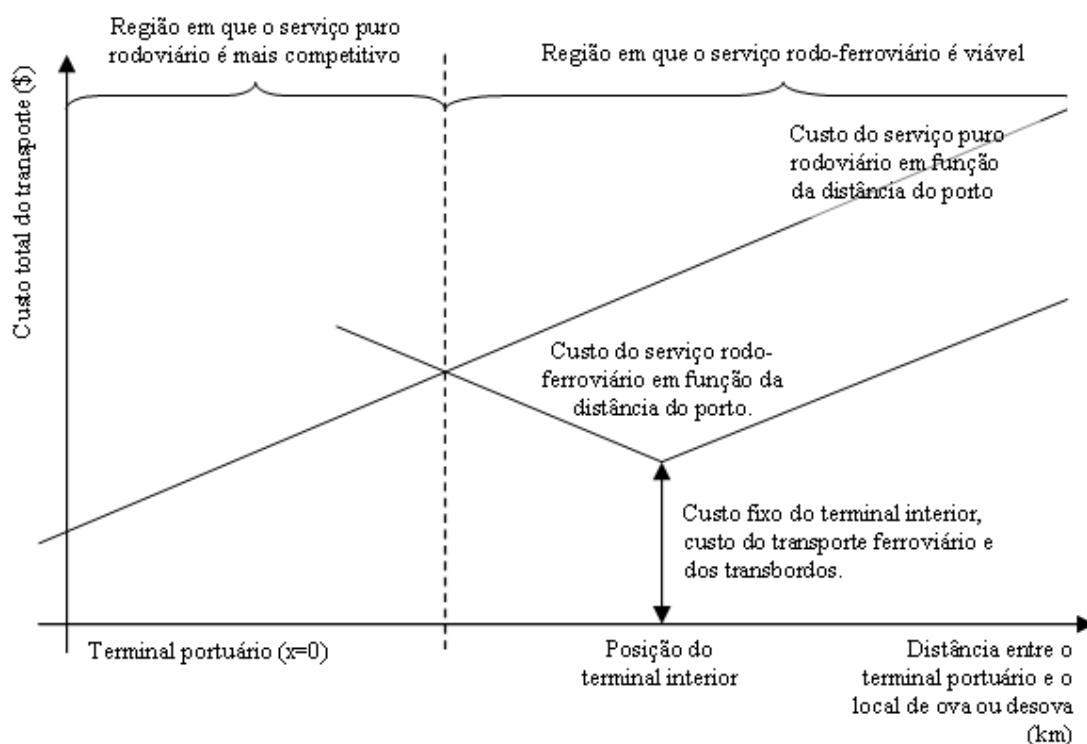 Região em que o serviço puro
rodoviário é mais competitivo
Região em que o serviço rodo-ferroviário é viável
Custo total do transporte ($)
Custo do serviço puro
rodoviário em função
da distância do porto
Custo do serviço rodo-
ferroviário em função da
distância do porto.
Custo fixo do terminal interior,
custo do transporte ferroviário e
dos transbordos.
Terminal portuário (x=0)
Posição do
terminal interior
Distância entre o
terminal portuário e o
local de ova ou desova
(km)